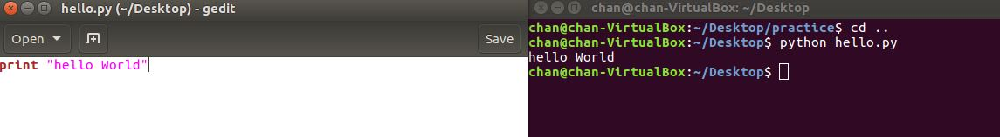 hello.py (~/Desktop) - gedit
Open
Save
print "hello World"
chan@chan-VirtualBox: ~/Desktop
chan@chan-VirtualBox:~/Desktop/practice$ cd ..
chan@chan-VirtualBox:~/Desktop$ python hello.py
hello World
chan@chan-VirtualBox:~/Desktop$